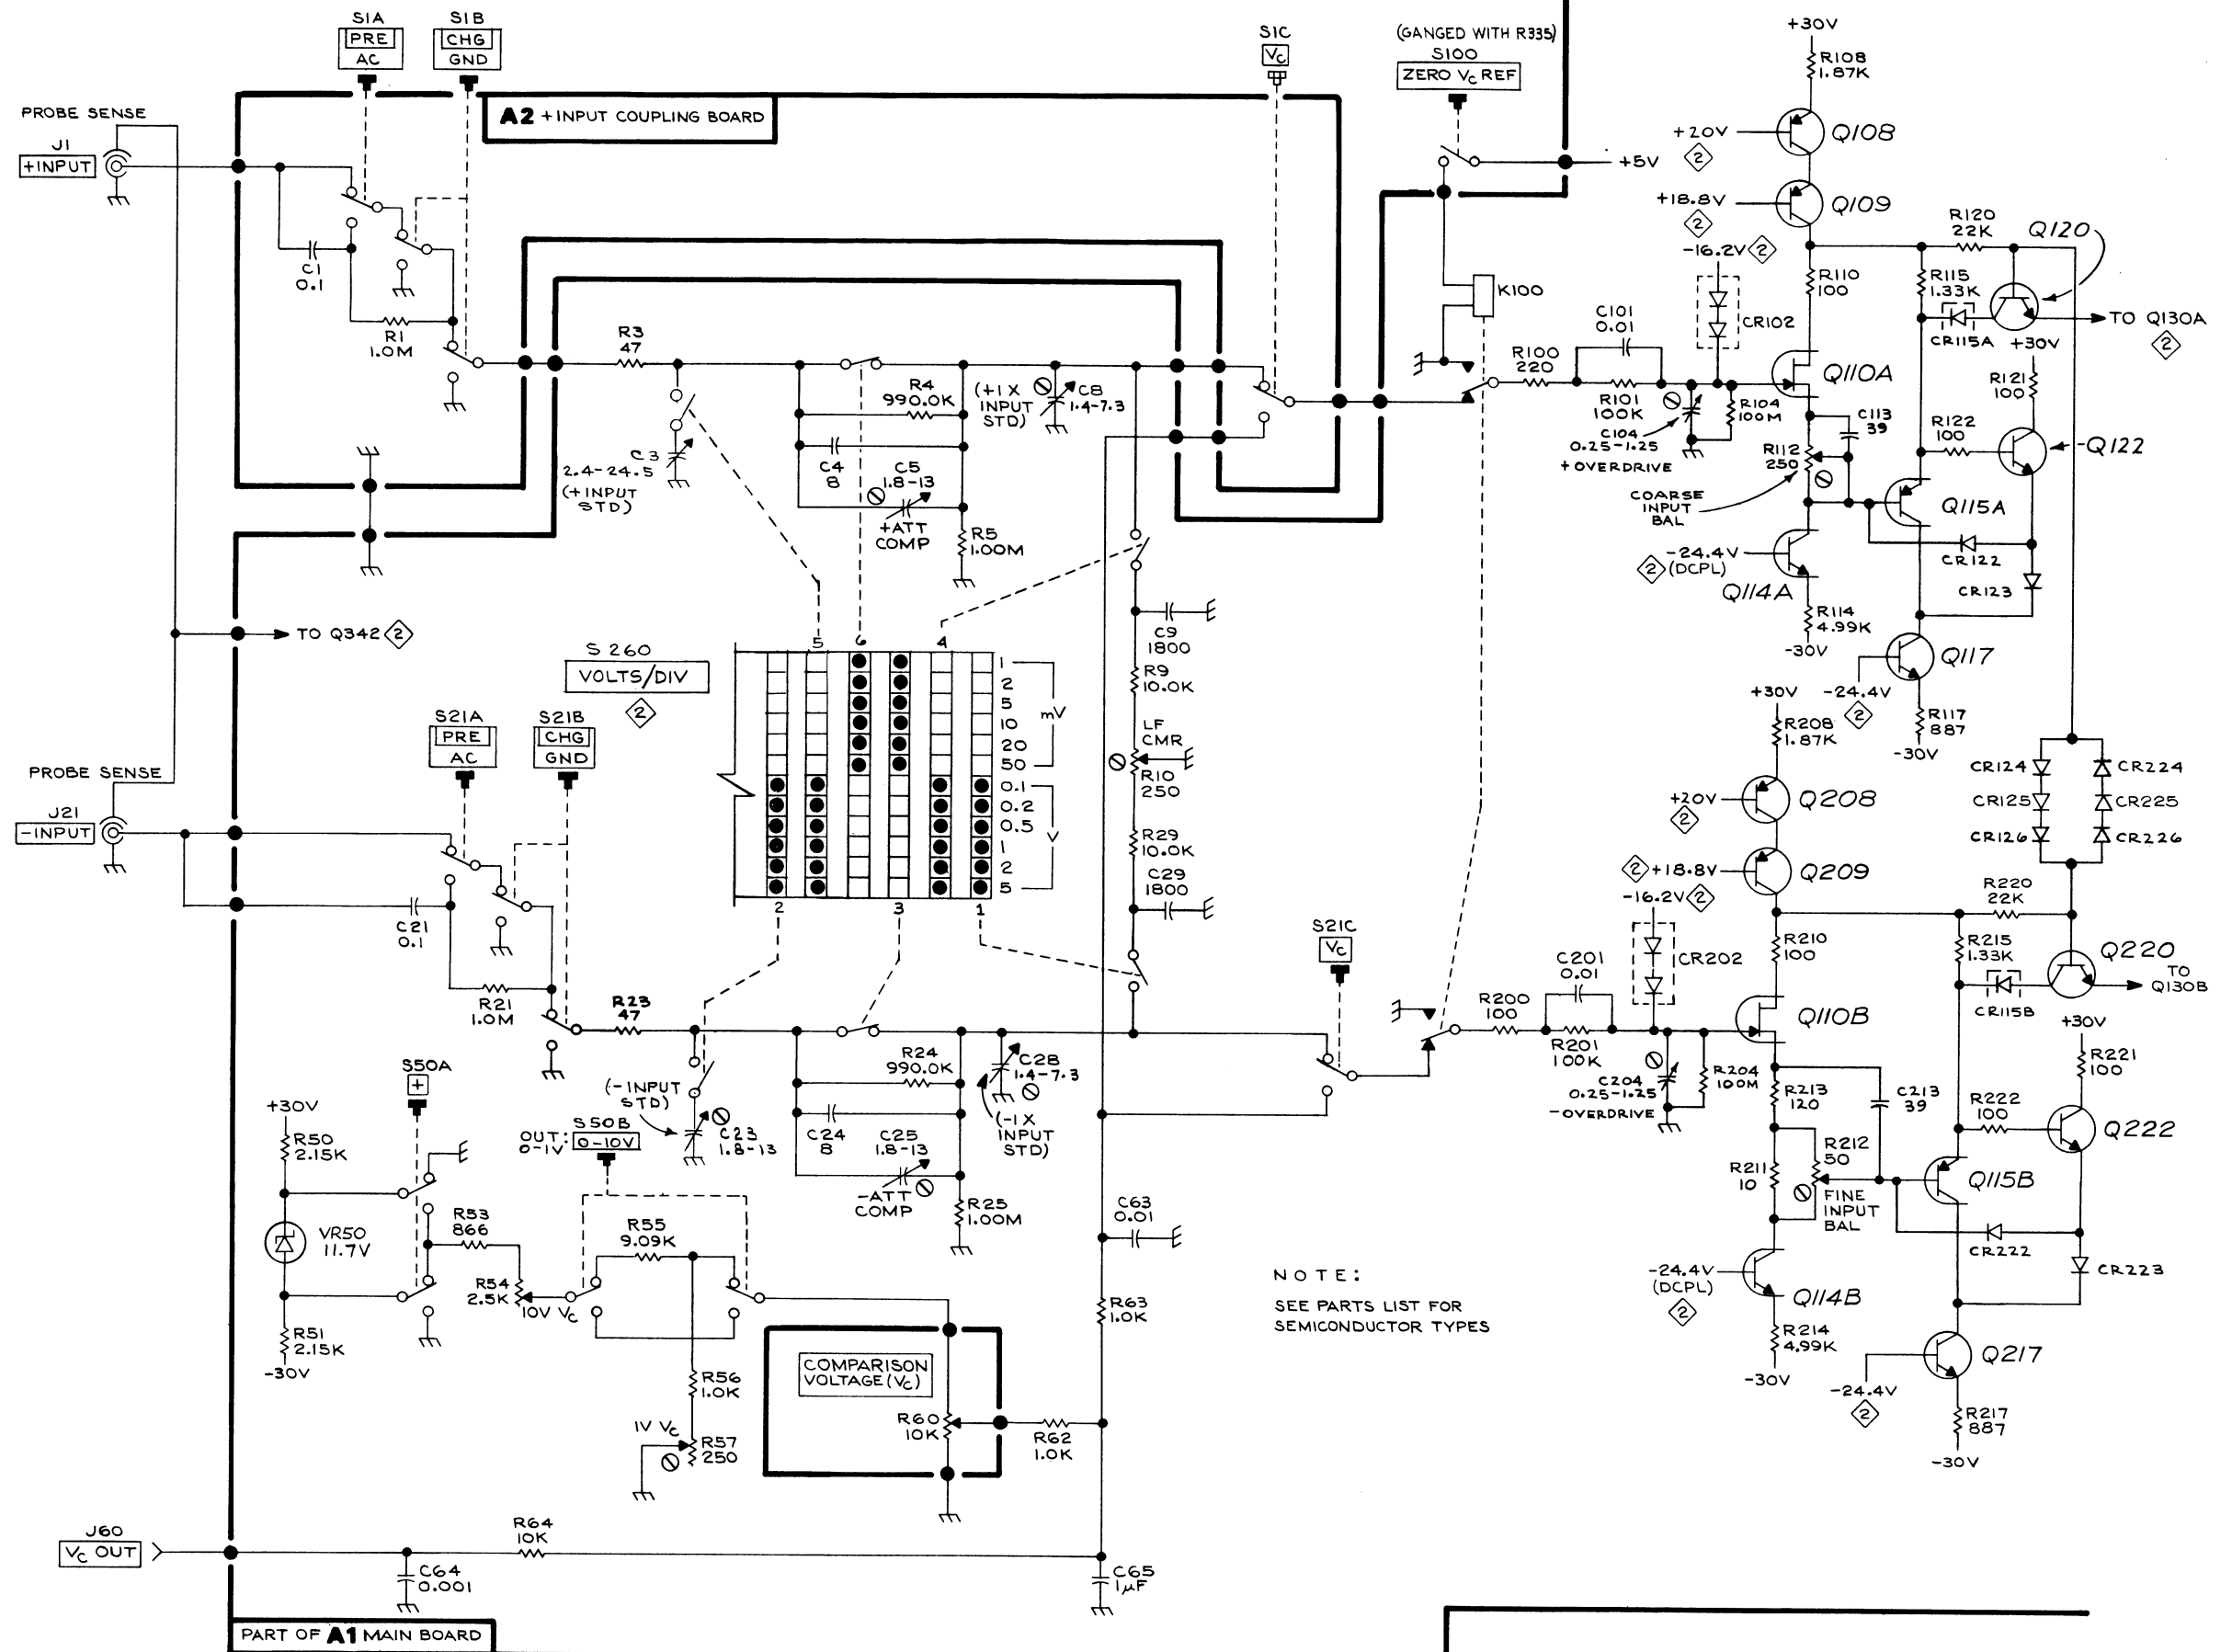 S1A
PRE
AC
S1B
CHG
GND
A2 + INPUT COUPLING BOARD
S1C
VC
(GANGED WITH R335)
S100
ZERO VC REF
+5V
PROBE SENSE
J1
+INPUT
C1
0.1
R1
1.0M
R3
47
C3
2.4-24.5
(+INPUT
STD)
R4
990.0K
C4
8
C5
1.8-13
+ATT
COMP
R5
1.00M
(+1X
INPUT
STD)
C8
1.4-7.3
K100
R100
220
C101
0.01
R101
100K
C104
0.25-1.25
+OVERDRIVE
R104
100M
-16.2V 2
CR102
+30V
R108
1.87K
Q108
+20V
2
Q109
+18.8V
2
R110
100
Q110A
R112
250
C113
39
COARSE
INPUT
BAL
-24.4V
2 (DCPL)
Q114A
R114
4.99K
-30V
R120
22K
Q120
R115
1.33K
CR115A
TO Q130A
2
+30V
R121
100
R122
100
Q122
Q115A
CR122
CR123
Q117
-24.4V
2
R117
887
-30V
TO Q342 2
S260
VOLTS/DIV
2
5 6 4
1
2
5
10
20
50
mV
0.1
0.2
0.5
1
2
5
V
2 3 1
C9
1800
R9
10.0K
LF
CMR
R10
250
R29
10.0K
C29
1800
PROBE SENSE
J21
-INPUT
S21A
PRE
AC
S21B
CHG
GND
C21
0.1
R21
1.0M
R23
47
(-INPUT
STD)
C23
1.8-13
R24
990.0K
C24
8
C25
1.8-13
-ATT
COMP
R25
1.00M
C28
1.4-7.3
(-1X
INPUT
STD)
S21C
VC
R200
100
C201
0.01
R201
100K
C204
0.25-1.25
-OVERDRIVE
R204
100M
-16.2V 2
CR202
+30V
R208
1.87K
Q208
+20V
2
Q209
2 +18.8V
R210
100
Q110B
R213
120
C213
39
R211
10
R212
50
FINE
INPUT
BAL
-24.4V
(DCPL)
2
Q114B
R214
4.99K
-30V
CR124
CR125
CR126
CR224
CR225
CR226
R220
22K
R215
1.33K
Q220
CR115B
TO
Q130B
+30V
R221
100
R222
100
Q222
Q115B
CR222
CR223
Q217
-24.4V
2
R217
887
-30V
S50A
+
+30V
R50
2.15K
VR50
11.7V
R51
2.15K
-30V
R53
866
R54
2.5K
10V VC
OUT:
0-1V
S50B
0-10V
R55
9.09K
R56
1.0K
1V VC
R57
250
COMPARISON
VOLTAGE (VC)
R60
10K
R62
1.0K
R63
1.0K
C63
0.01
NOTE:
SEE PARTS LIST FOR
SEMICONDUCTOR TYPES
J60
VC OUT
R64
10K
C64
0.001
C65
1μF
PART OF A1 MAIN BOARD